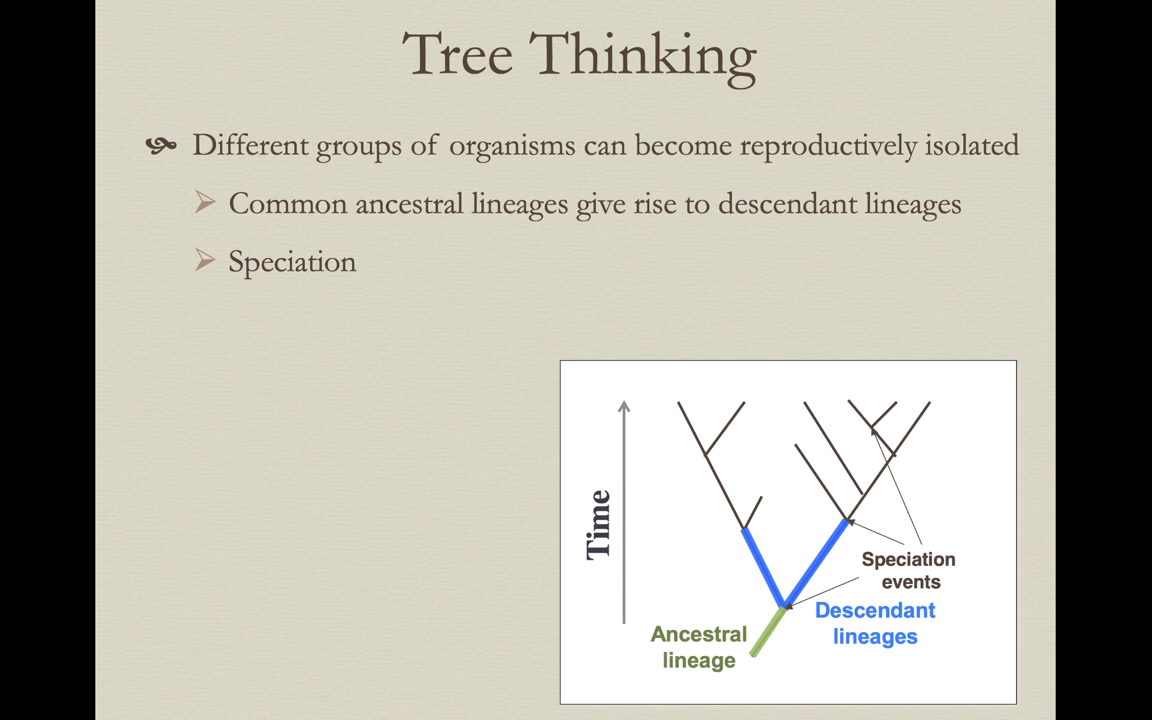 Tree Thinking
Different groups of organisms can become reproductively isolated
Common ancestral lineages give rise to descendant lineages
Speciation
Time
Speciation
events
Descendant
lineages
Ancestral
lineage